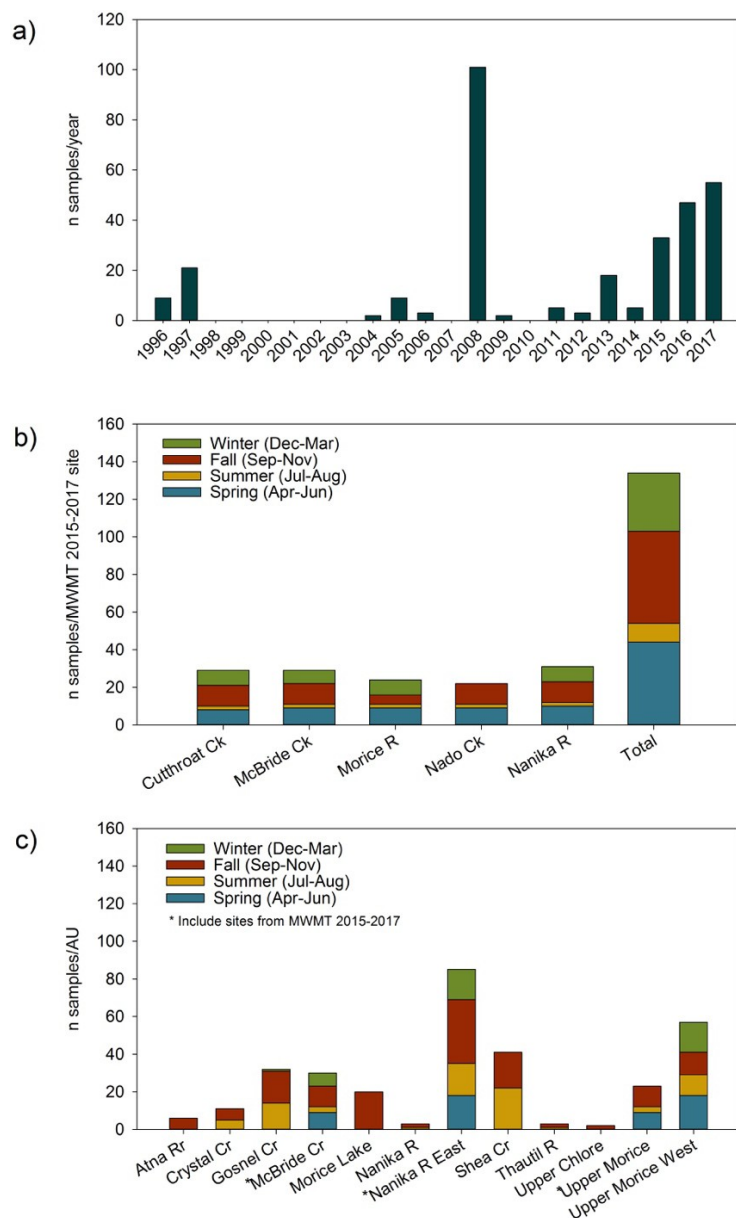 a)
n samples/year
120
100
80
60
40
20
0
1996 1997 1998 1999 2000 2001 2002 2003 2004 2005 2006 2007 2008 2009 2010 2011 2012 2013 2014 2015 2016 2017
b)
n samples/MWMT 2015-2017 site
160
140
120
100
80
60
40
20
0
Winter (Dec-Mar)
Fall (Sep-Nov)
Summer (Jul-Aug)
Spring (Apr-Jun)
Cutthroat Ck McBride Ck Morice R Nado Ck Nanika R Total
c)
n samples/AU
160
140
120
100
80
60
40
20
0
Winter (Dec-Mar)
Fall (Sep-Nov)
Summer (Jul-Aug)
Spring (Apr-Jun)
* Include sites from MWMT 2015-2017
Atna Rr Crystal Cr Gosnel Cr *McBride Cr Morice Lake Nanika R *Nanika R East Shea Cr Thautil R Upper Chlore *Upper Morice Upper Morice West